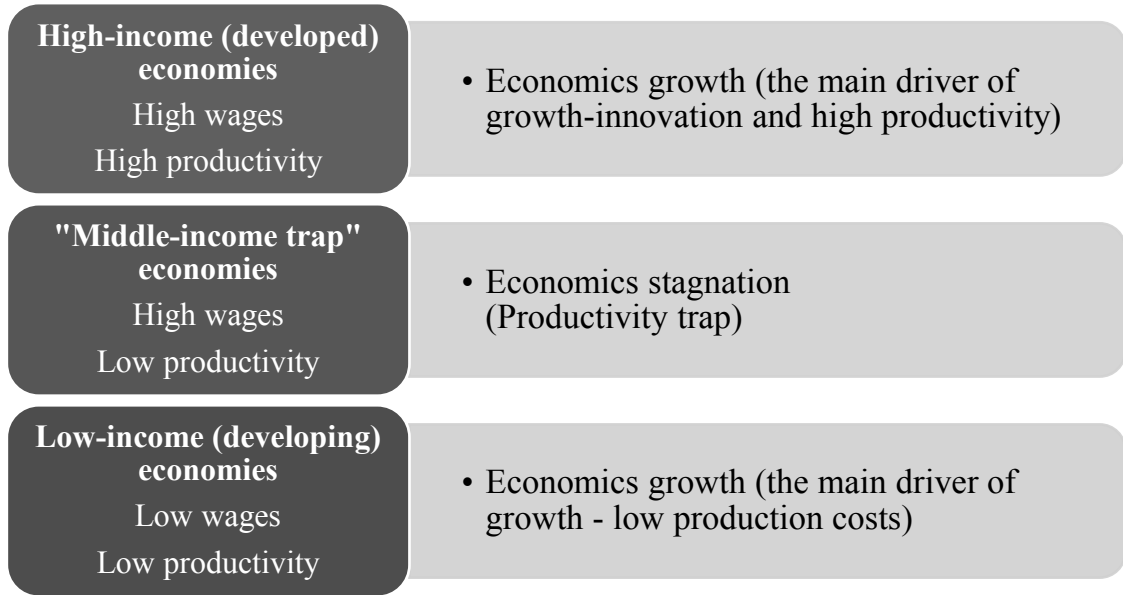 High-income (developed)
economies
High wages
High productivity
• Economics growth (the main driver of
growth-innovation and high productivity)
"Middle-income trap"
economies
High wages
Low productivity
• Economics stagnation
(Productivity trap)
Low-income (developing)
economies
Low wages
Low productivity
• Economics growth (the main driver of
growth - low production costs)